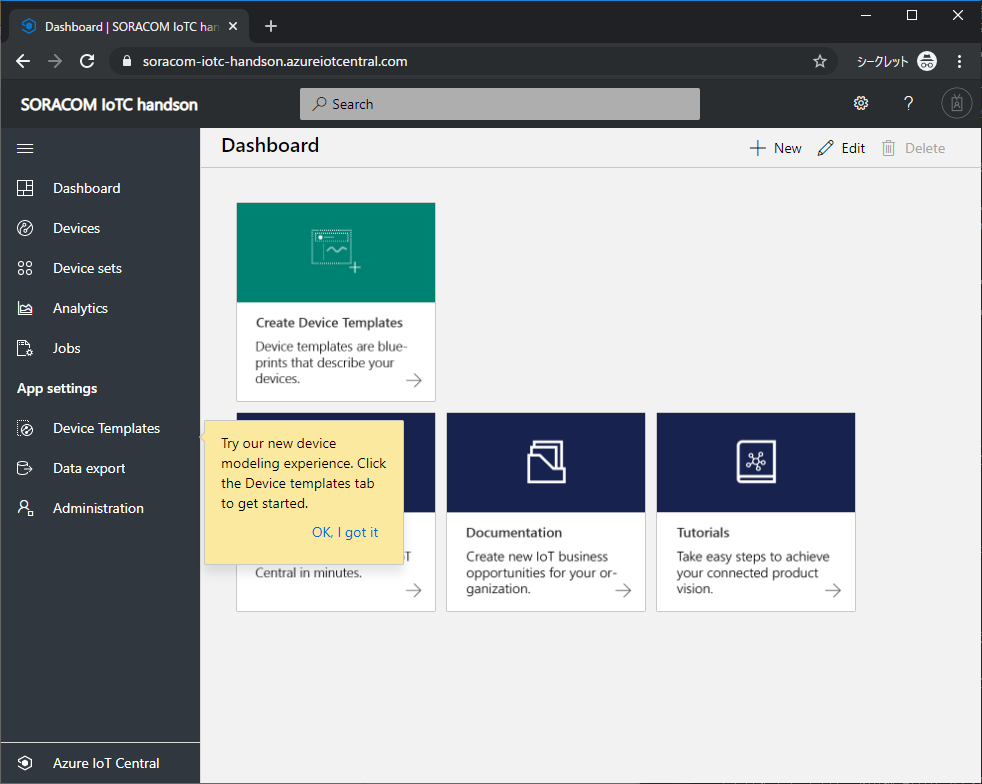 Dashboard | SORACOM IoTC han
soracom-iotc-handson.azureiotcentral.com
シークレット
SORACOM IoTC handson
Search
?
Dashboard
New
Edit
Delete
Dashboard
Devices
Device sets
Analytics
Jobs
App settings
Device Templates
Data export
Administration
Azure IoT Central
Create Device Templates
Device templates are blue-
prints that describe your
devices.
Try our new device
modeling experience. Click
the Device templates tab
to get started.
OK, I got it
Central in minutes.
Documentation
Create new IoT business
opportunities for your or-
ganization.
Tutorials
Take easy steps to achieve
your connected product
vision.